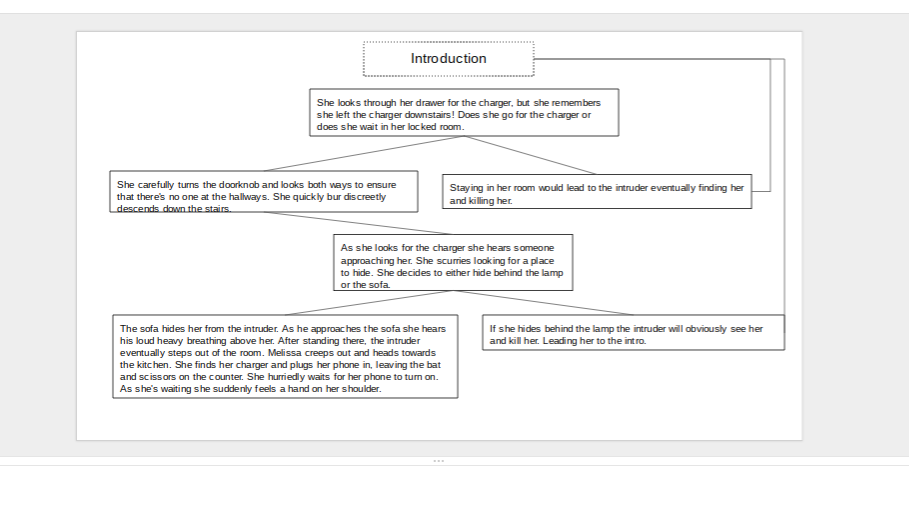 Introduction
She looks through her drawer for the charger, but she remembers
she left the charger downstairs! Does she go for the charger or
does she wait in her locked room.
She carefully turns the doorknob and looks both ways to ensure
that there's no one at the hallways. She quickly bur discreetly
descends down the stairs.
Staying in her room would lead to the intruder eventually finding her
and killing her.
As she looks for the charger she hears someone
approaching her. She scurries looking for a place
to hide. She decides to either hide behind the lamp
or the sofa.
The sofa hides her from the intruder. As he approaches the sofa she hears
his loud heavy breathing above her. After standing there, the intruder
eventually steps out of the room. Melissa creeps out and heads towards
the kitchen. She finds her charger and plugs her phone in, leaving the bat
and scissors on the counter. She hurriedly waits for her phone to turn on.
As she's waiting she suddenly feels a hand on her shoulder.
If she hides behind the lamp the intruder will obviously see her
and kill her. Leading her to the intro.